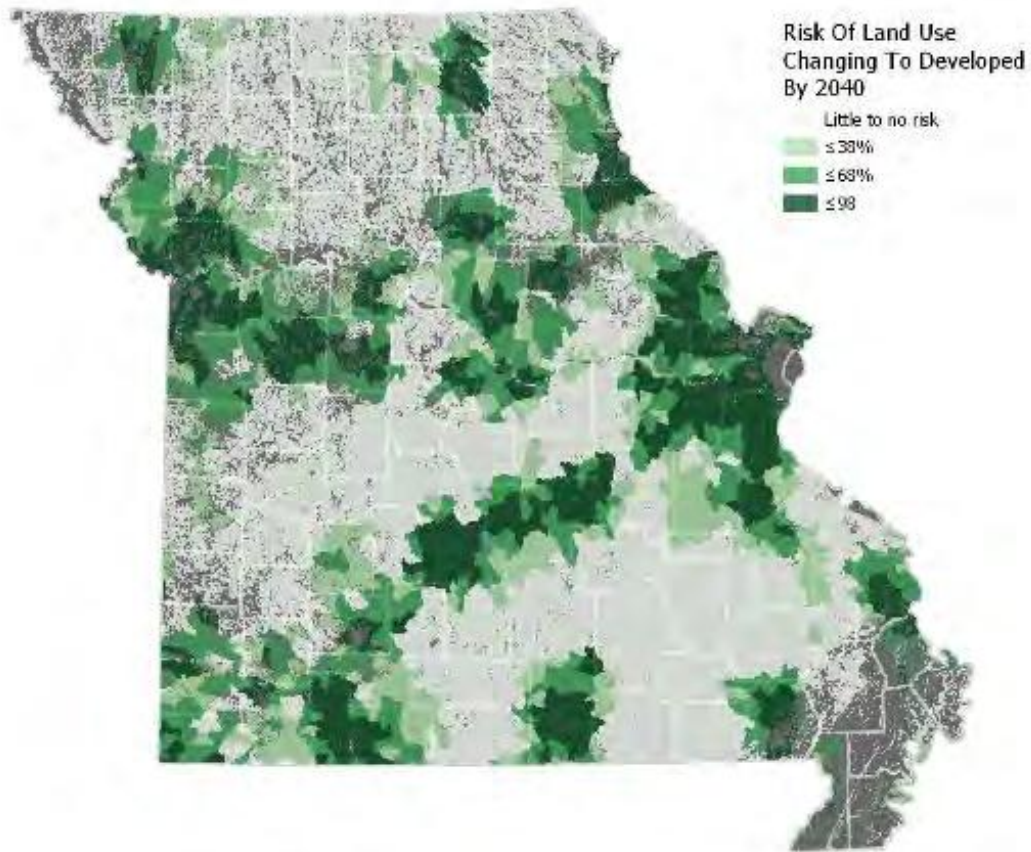 Risk Of Land Use
Changing To Developed
By 2040
Little to no risk
≤38%
≤68%
≤98